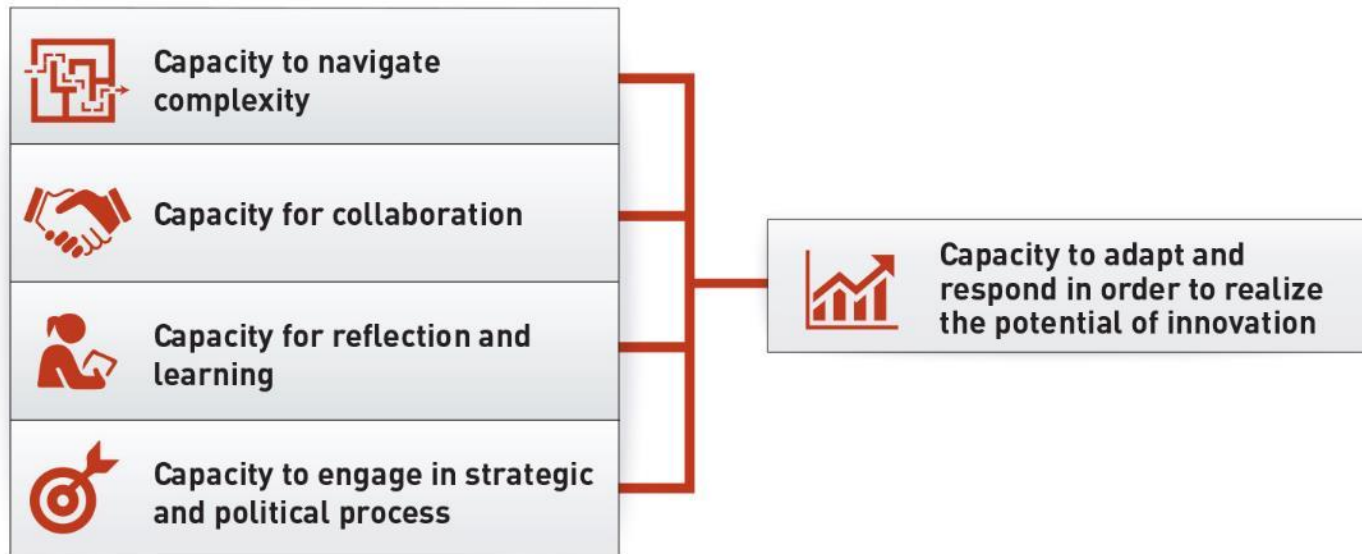 Capacity to navigate
complexity
Capacity for collaboration
Capacity for reflection and
learning
Capacity to engage in strategic
and political process
Capacity to adapt and
respond in order to realize
the potential of innovation